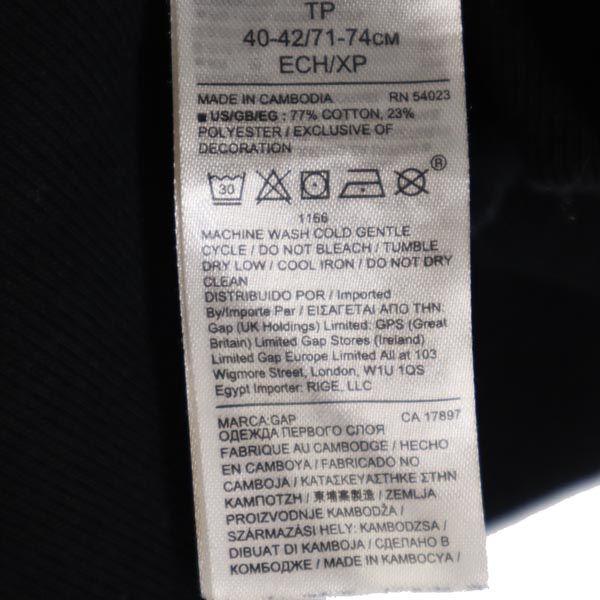 TP
40-42/71-74CM
ECH/XP
MADE IN CAMBODIA RN 54023
■ US/GB/EG : 77% COTTON, 23%
POLYESTER / EXCLUSIVE OF
DECORATION
30
®
1166
MACHINE WASH COLD GENTLE
CYCLE / DO NOT BLEACH / TUMBLE
DRY LOW / COOL IRON / DO NOT DRY
CLEAN
DISTRIBUIDO POR / Imported
By/Importe Par / ΕΙΣΑΓΕΤΑΙ ΑΠΟ ΤΗΝ:
Gap (UK Holdings) Limited: GPS (Great
Britain) Limited Gap Stores (Ireland)
Limited Gap Europe Limited All at 103
Wigmore Street, London, W1U 1QS
Egypt Importer: RIGE, LLC
MARCA:GAP CA 17897
ОДЕЖДА ПЕРВОГО СЛОЯ
FABRIQUE AU CAMBODGE / HECHO
EN CAMBOYA / FABRICADO NO
CAMBOJA / ΚΑΤΑΣΚΕΥΑΣΤΗΚΕ ΣΤΗΝ
ΚΑΜΠΟΤΖΗ / 柬埔寨製造 / ZEMLJA
PROIZVODNJE KAMBODŽA /
SZÁRMAZÁSI HELY: KAMBODZSA /
DIBUAT DI KAMBOJA / СДЕЛАНО В
КОМБОДЖЕ / MADE IN KAMBOCYA /